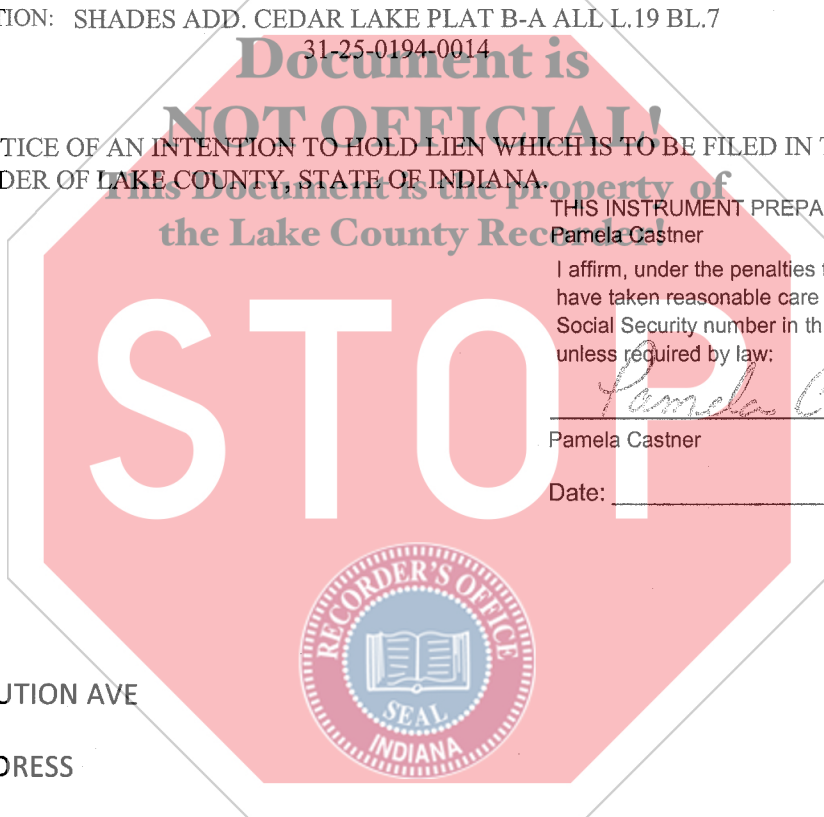 TION: SHADES ADD. CEDAR LAKE PLAT B-A ALL L.19 BL.7
31-25-0194-0014
Document is
NOT OFFICIAL!
TICE OF AN INTENTION TO HOLD LIEN WHICH IS TO BE FILED IN T
DER OF LAKE COUNTY, STATE OF INDIANA.
This Document is the property of
the Lake County Recorder!
THIS INSTRUMENT PREPA
Pamela Castner
I affirm, under the penalties
have taken reasonable care
Social Security number in th
unless required by law:
Pamela C
Pamela Castner
Date:
STOP
RECORDER'S OFFICE
SEAL
INDIANA
UTION AVE
DRESS